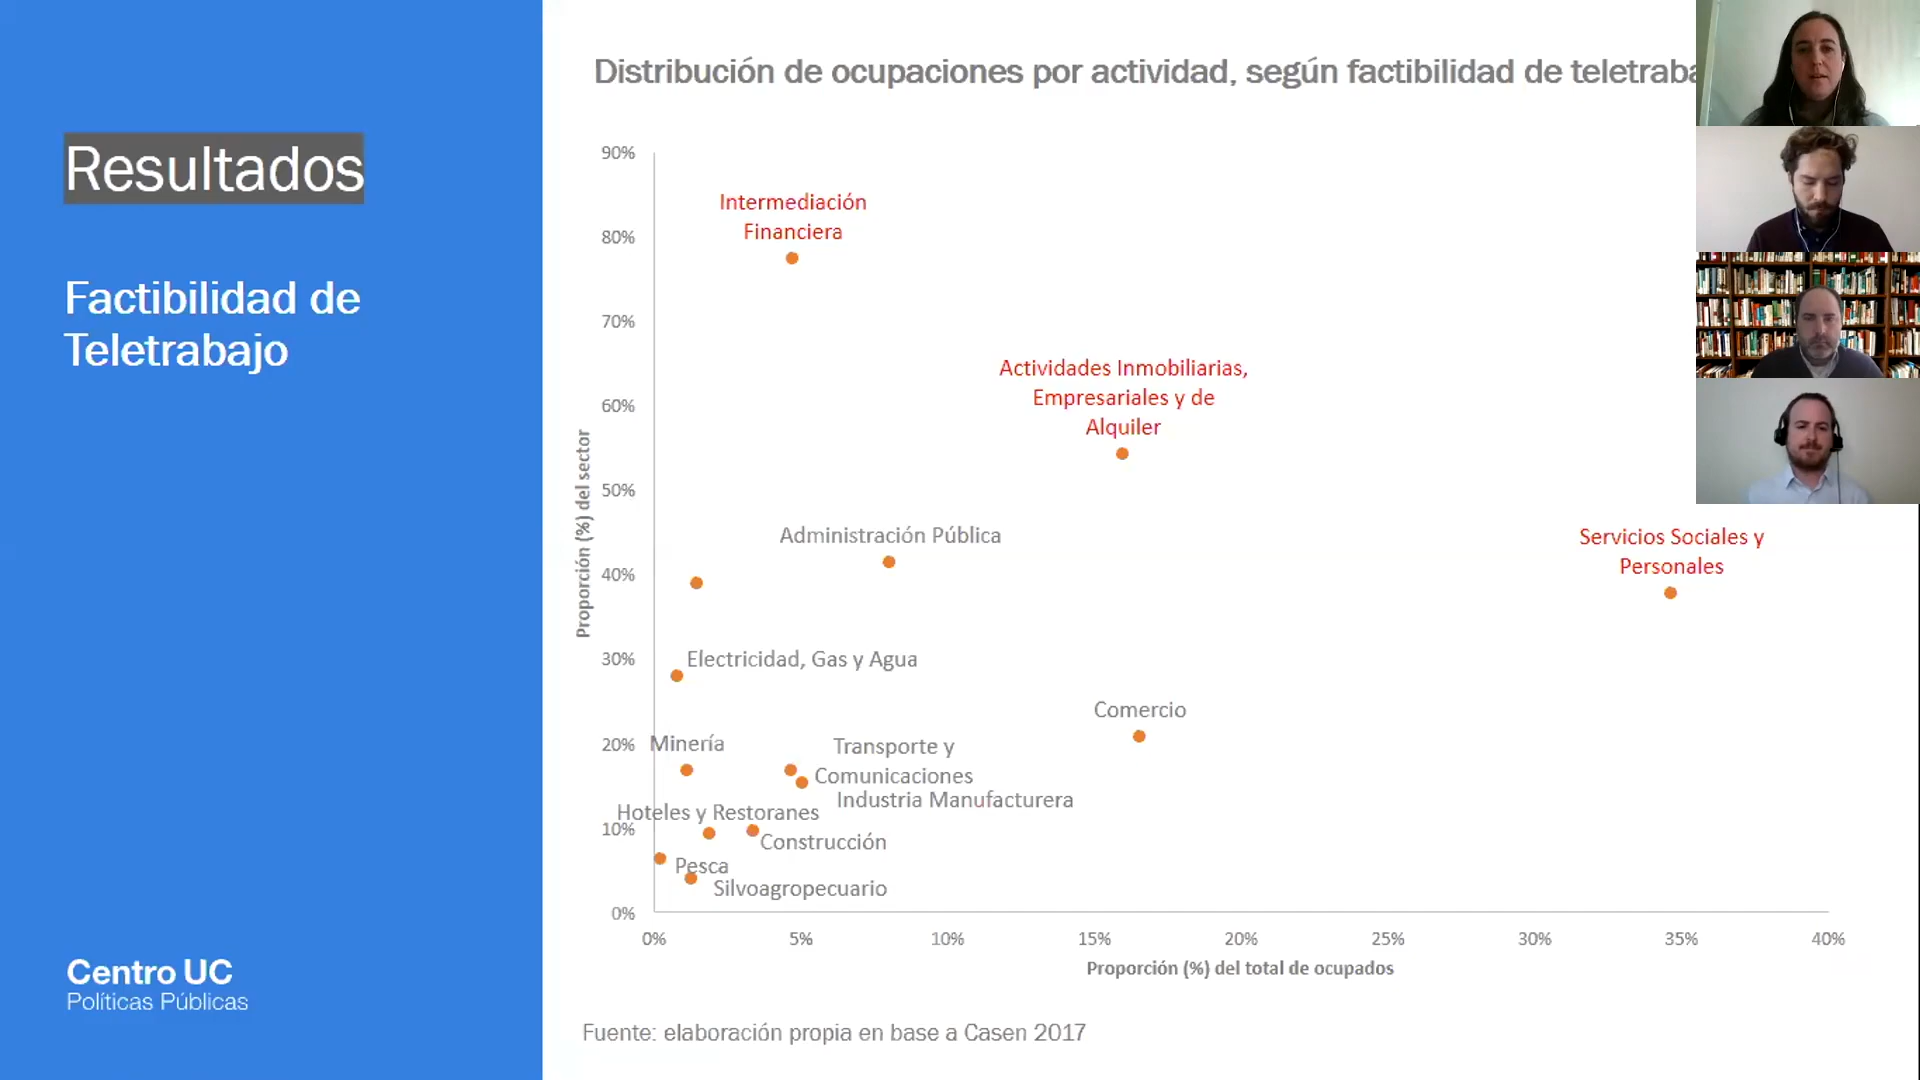 Resultados
Factibilidad de
Teletrabajo
Centro UC
Políticas Públicas
Distribución de ocupaciones por actividad, según factibilidad de teletraba
90%
80%
70%
60%
50%
40%
30%
20%
10%
0%
Proporción (%) del sector
Intermediación
Financiera
Actividades Inmobiliarias,
Empresariales y de
Alquiler
Administración Pública
Servicios Sociales y
Personales
Electricidad, Gas y Agua
Comercio
Minería
Transporte y
Comunicaciones
Industria Manufacturera
Hoteles y Restoranes
Construcción
Pesca
Silvoagropecuario
0%
5%
10%
15%
20%
25%
30%
35%
40%
Proporción (%) del total de ocupados
Fuente: elaboración propia en base a Casen 2017